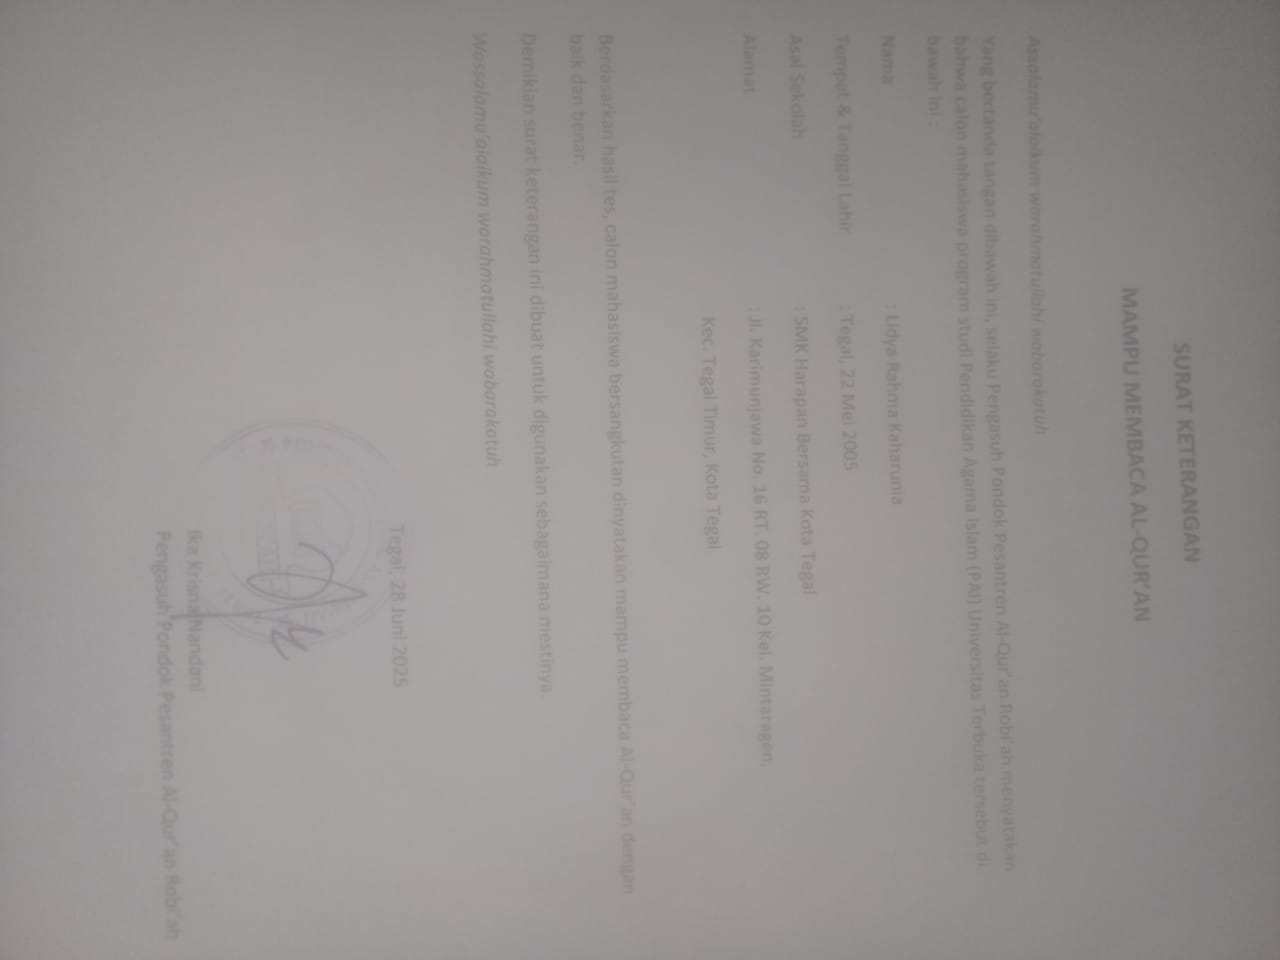 SURAT KETERANGAN
MAMPU MEMBACA AL-QUR'AN
Assalamu'alaikum warahmatullahi wabarakatuh
Yang bertanda tangan dibawah ini, selaku Pengasuh Pondok Pesantren Al-Qur'an Robi'ah menyatakan
bahwa calon mahasiswa program studi Pendidikan Agama Islam (PAI) Universitas Terbuka tersebut di
bawah ini :
Nama : Lidya Rahma Kaharunia
Tempat & Tanggal Lahir : Tegal, 22 Mei 2005
Asal Sekolah : SMK Harapan Bersama Kota Tegal
Alamat : Jl. Karimunjawa No. 16 RT. 08 RW. 10 Kel. Mintaragen,
Kec. Tegal Timur, Kota Tegal
Berdasarkan hasil tes, calon mahasiswa bersangkutan dinyatakan mampu membaca Al-Qur'an dengan
baik dan benar.
Demikian surat keterangan ini dibuat untuk digunakan sebagaimana mestinya.
Wassalamu'alaikum warahmatullahi wabarakatuh
Tegal, 28 Juni 2025
Ika Krisna Nandani
Pengasuh Pondok Pesantren Al-Qur'an Robi'ah